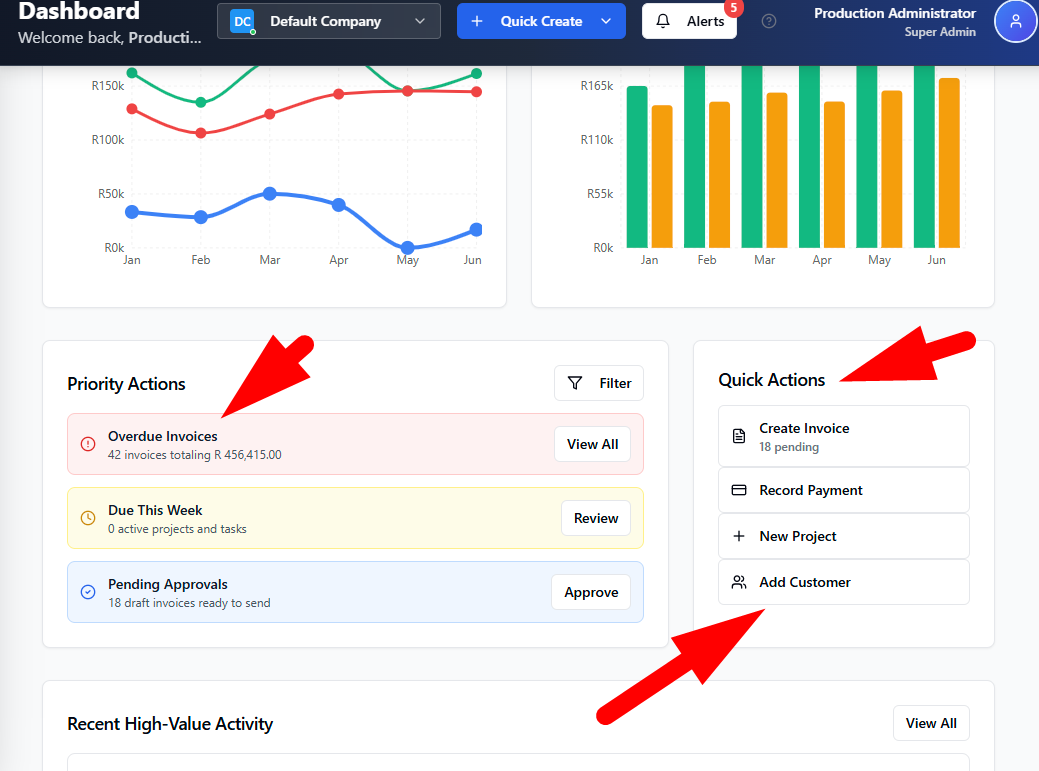 Dashboard
Welcome back, Producti...
DC
Default Company
Quick Create
Alerts
5
Production Administrator
Super Admin
R150k
R100k
R50k
R0k
Jan
Feb
Mar
Apr
May
Jun
R165k
R110k
R55k
R0k
Jan
Feb
Mar
Apr
May
Jun
Priority Actions
Filter
Overdue Invoices
42 invoices totaling R 456,415.00
View All
Due This Week
0 active projects and tasks
Review
Pending Approvals
18 draft invoices ready to send
Approve
Quick Actions
Create Invoice
18 pending
Record Payment
New Project
Add Customer
Recent High-Value Activity
View All